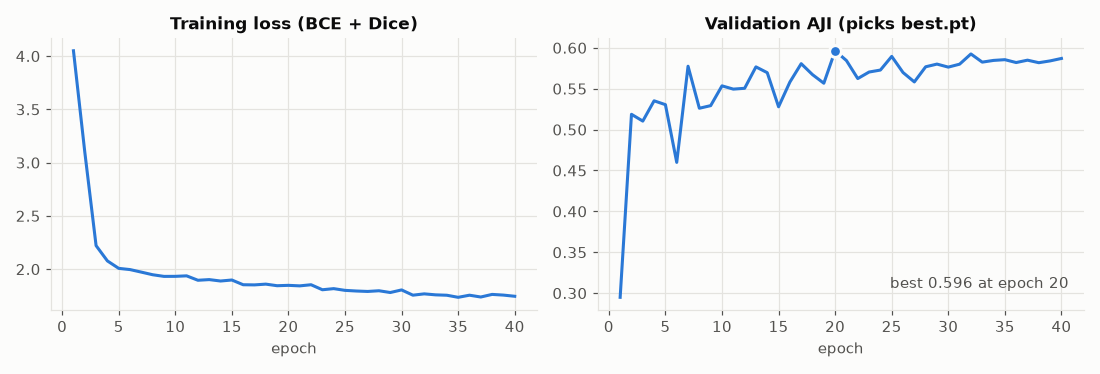 Training loss (BCE + Dice)
4.0
3.5
3.0
2.5
2.0
0 5 10 15 20 25 30 35 40
epoch
Validation AJI (picks best.pt)
0.60
0.55
0.50
0.45
0.40
0.35
0.30
best 0.596 at epoch 20
0 5 10 15 20 25 30 35 40
epoch